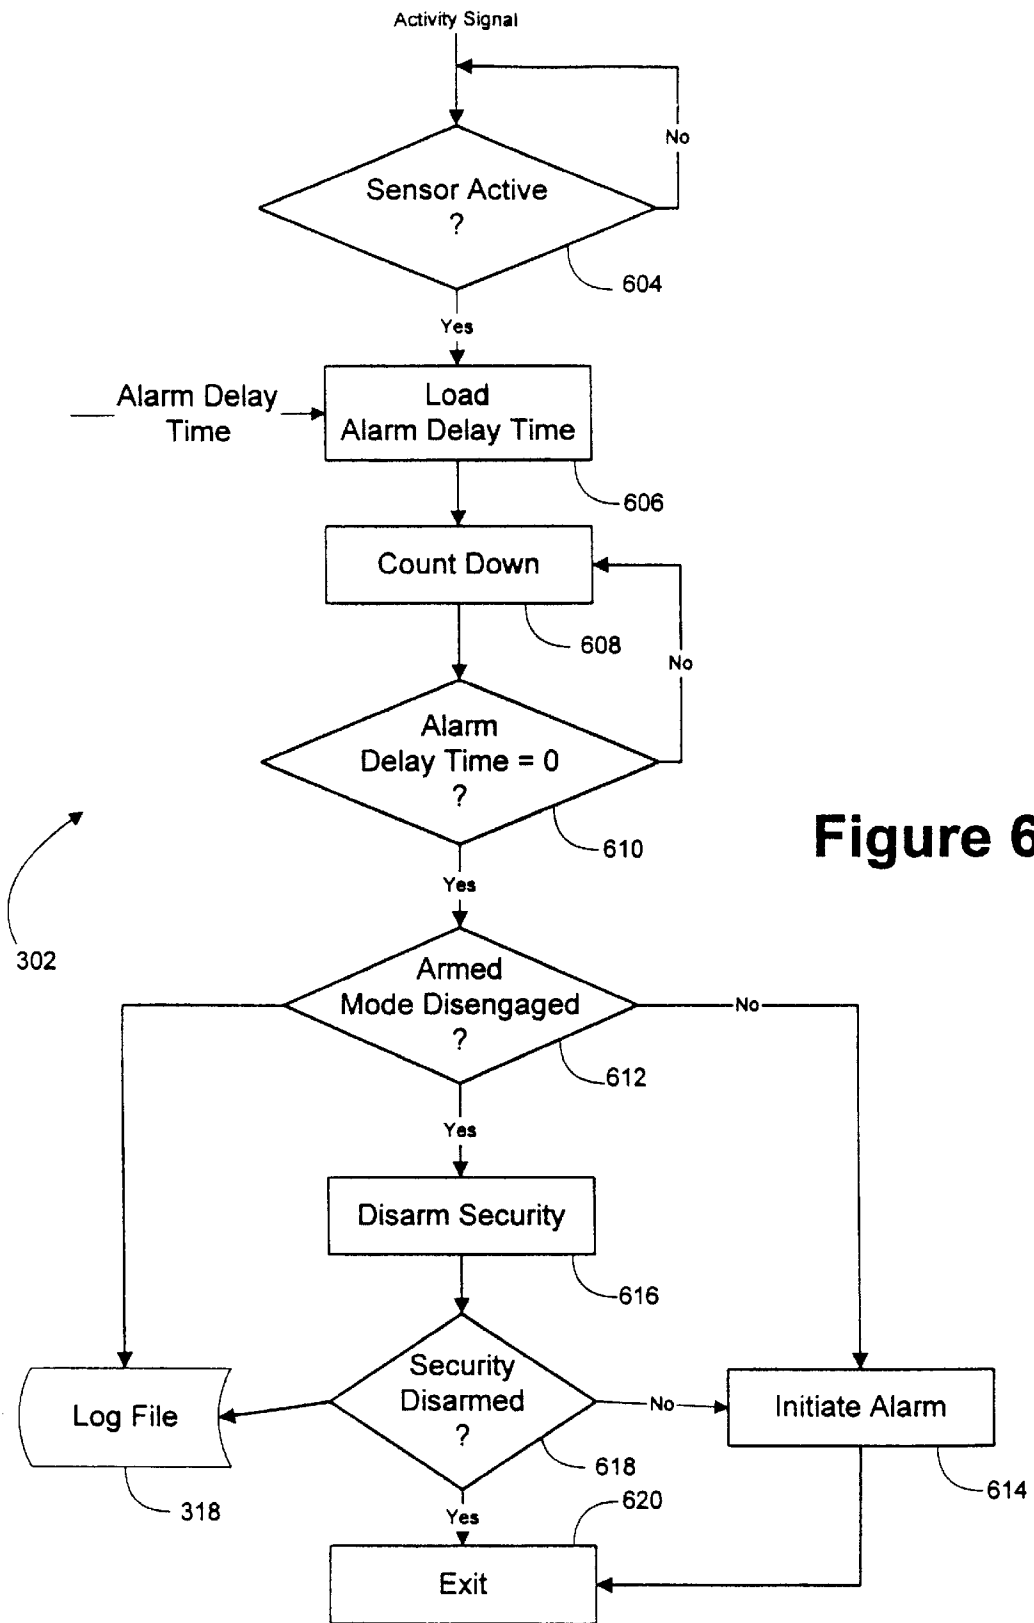 Activity Signal
No
Sensor Active
?
604
Yes
Alarm Delay
Time
Load
Alarm Delay Time
606
Count Down
608
No
Alarm
Delay Time = 0
?
610
Figure 6
Yes
302
Armed
Mode Disengaged
?
No
612
Yes
Disarm Security
616
Security
Disarmed
?
No
Log File
Initiate Alarm
618
614
318
620
Yes
Exit